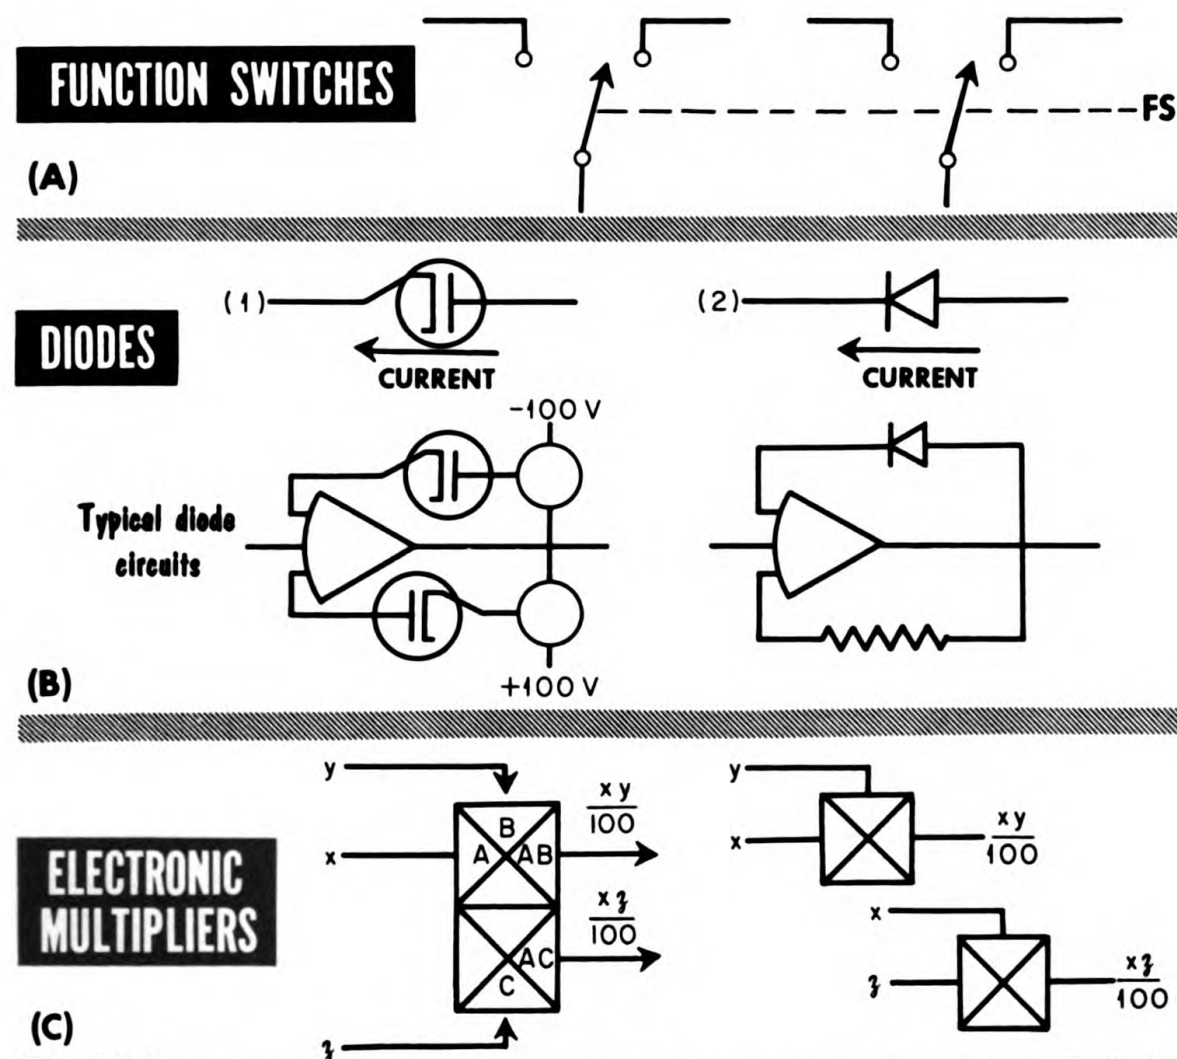 FUNCTION SWITCHES
FS
(A)
(1)
(2)
DIODES
CURRENT
CURRENT
-100 V
Typical diode
circuits
+100 V
(B)
y
x
B
A
AB
AC
C
z
xy
100
xz
100
y
x
xy
100
x
z
xz
100
ELECTRONIC
MULTIPLIERS
(C)